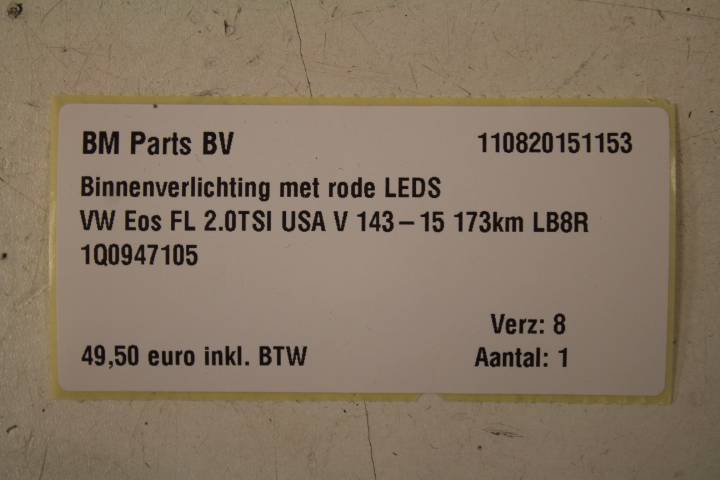 BM Parts BV 110820151153
Binnenverlichting met rode LEDS
VW Eos FL 2.0TSI USA V 143-15 173km LB8R
1Q0947105
Verz: 8
49,50 euro inkl. BTW Aantal: 1